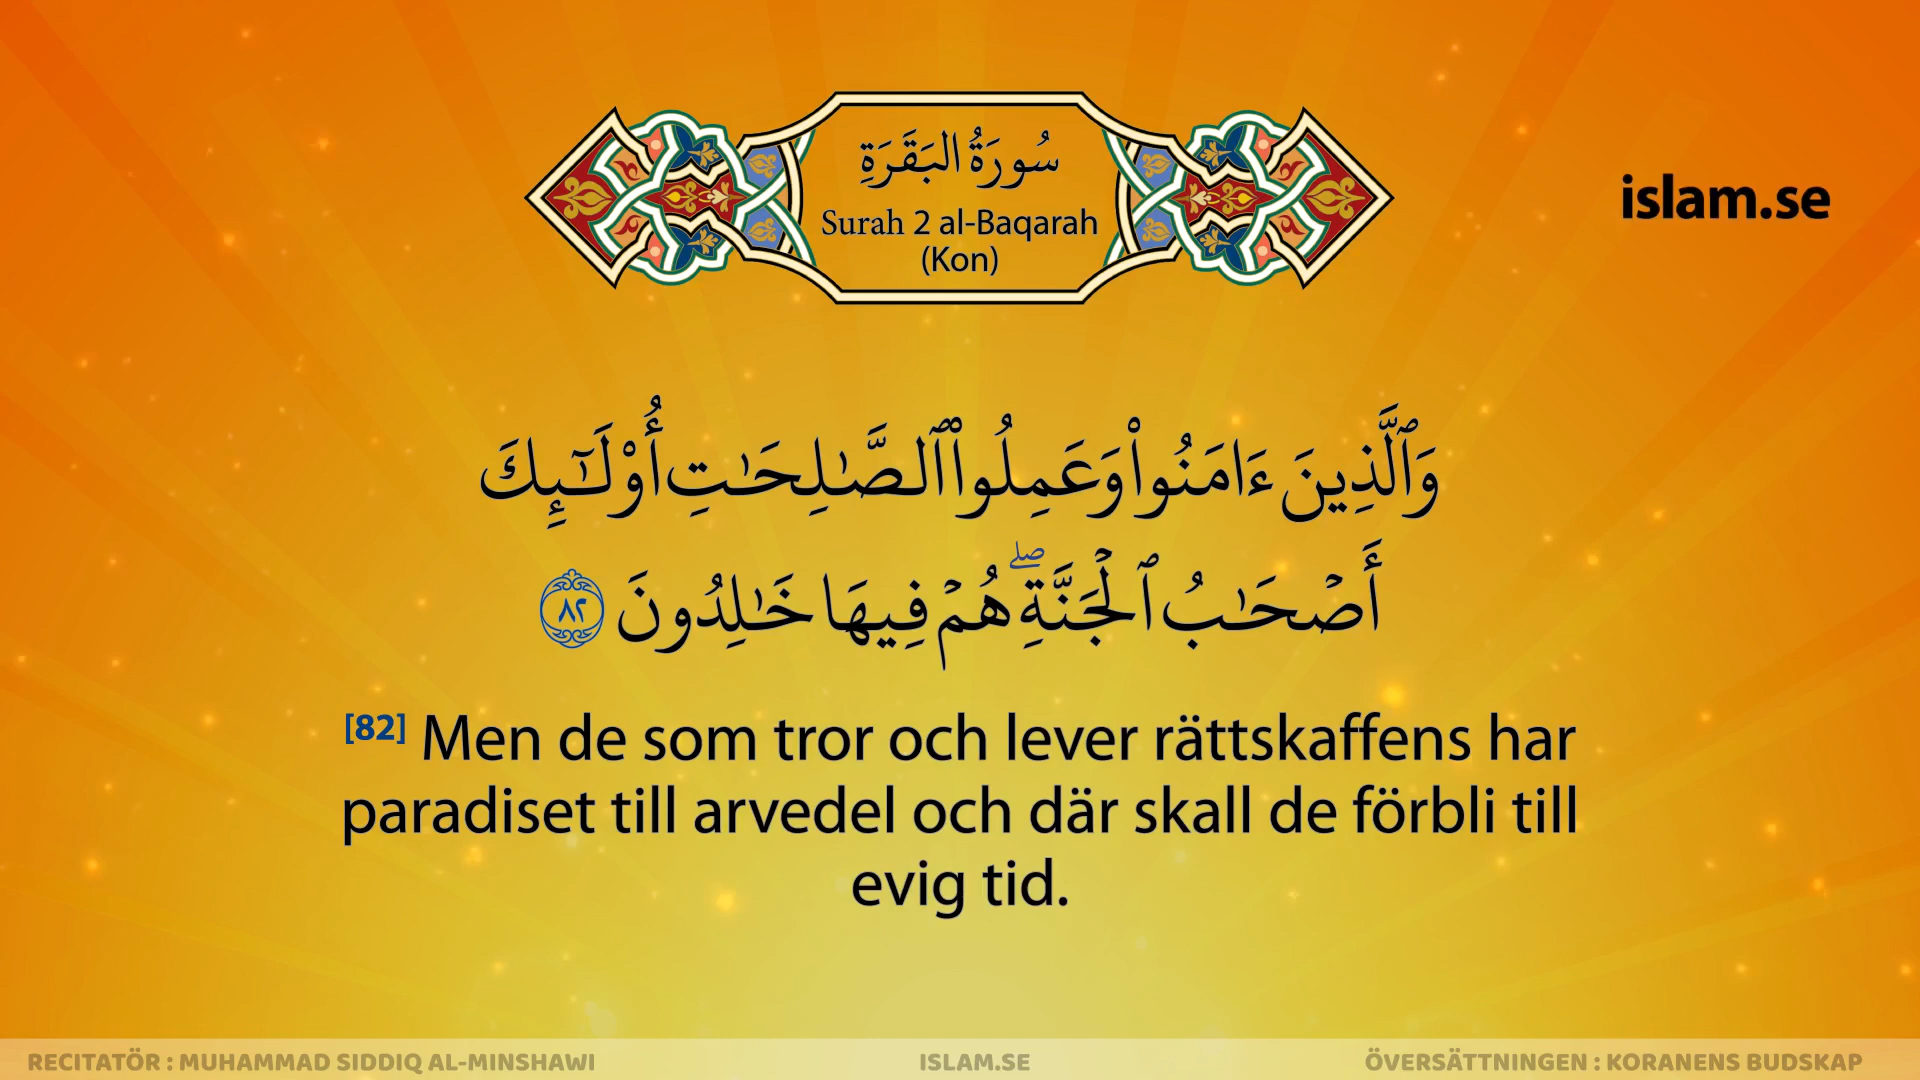 سُورَةُ البَقَرَةِ
Surah 2 al-Baqarah
(Kon)
islam.se
وَٱلَّذِينَ ءَامَنُوا۟ وَعَمِلُوا۟ ٱلصَّـٰلِحَـٰتِ أُو۟لَـٰٓئِكَ
أَصْحَـٰبُ ٱلْجَنَّةِ ۖ هُمْ فِيهَا خَـٰلِدُونَ ٨٢
[82] Men de som tror och lever rättskaffens har
paradiset till arvedel och där skall de förbli till
evig tid.
RECITATÖR : MUHAMMAD SIDDIQ AL-MINSHAWI
ISLAM.SE
ÖVERSÄTTNINGEN : KORANENS BUDSKAP